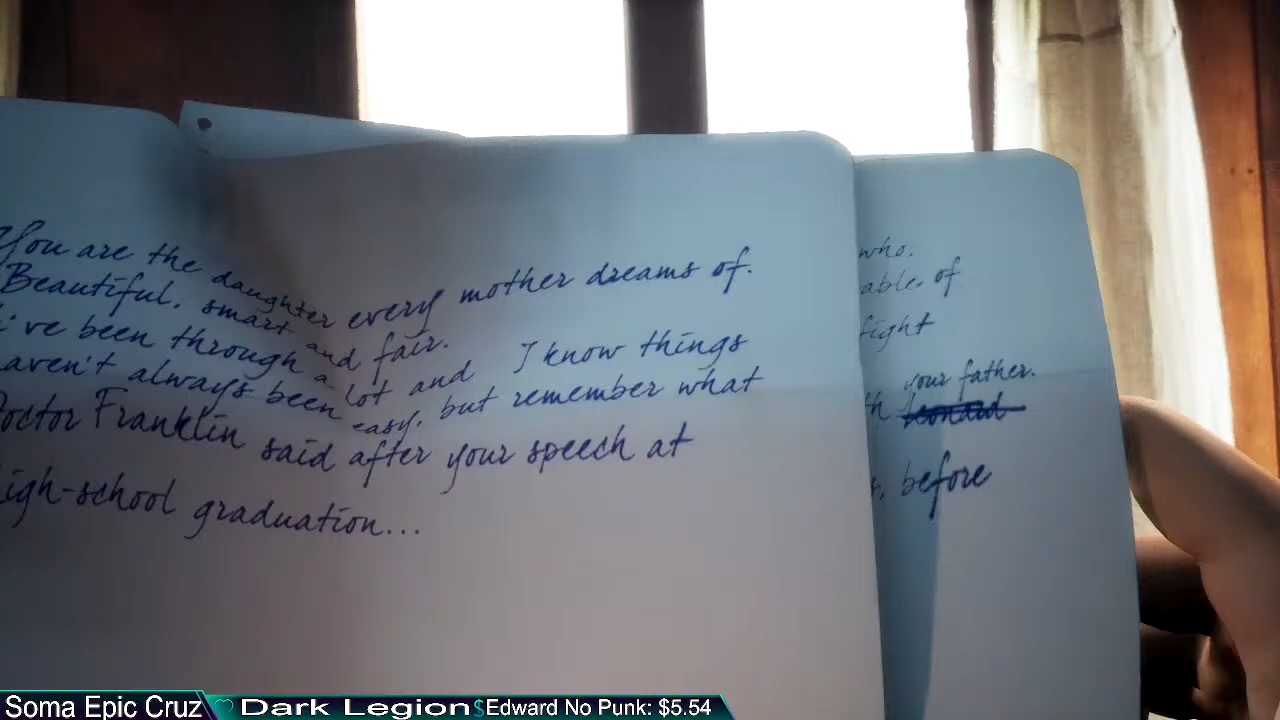 You are the daughter every mother dreams of.
Beautiful, smart and fair.
i've been through a lot and I know things
aven't always been easy, but remember what
octor Franklin said after your speech at
igh-school graduation...
who.
able of
fight
your father.
th leonard
s, before
Soma Epic Cruz
Dark Legion
$Edward No Punk: $5.54